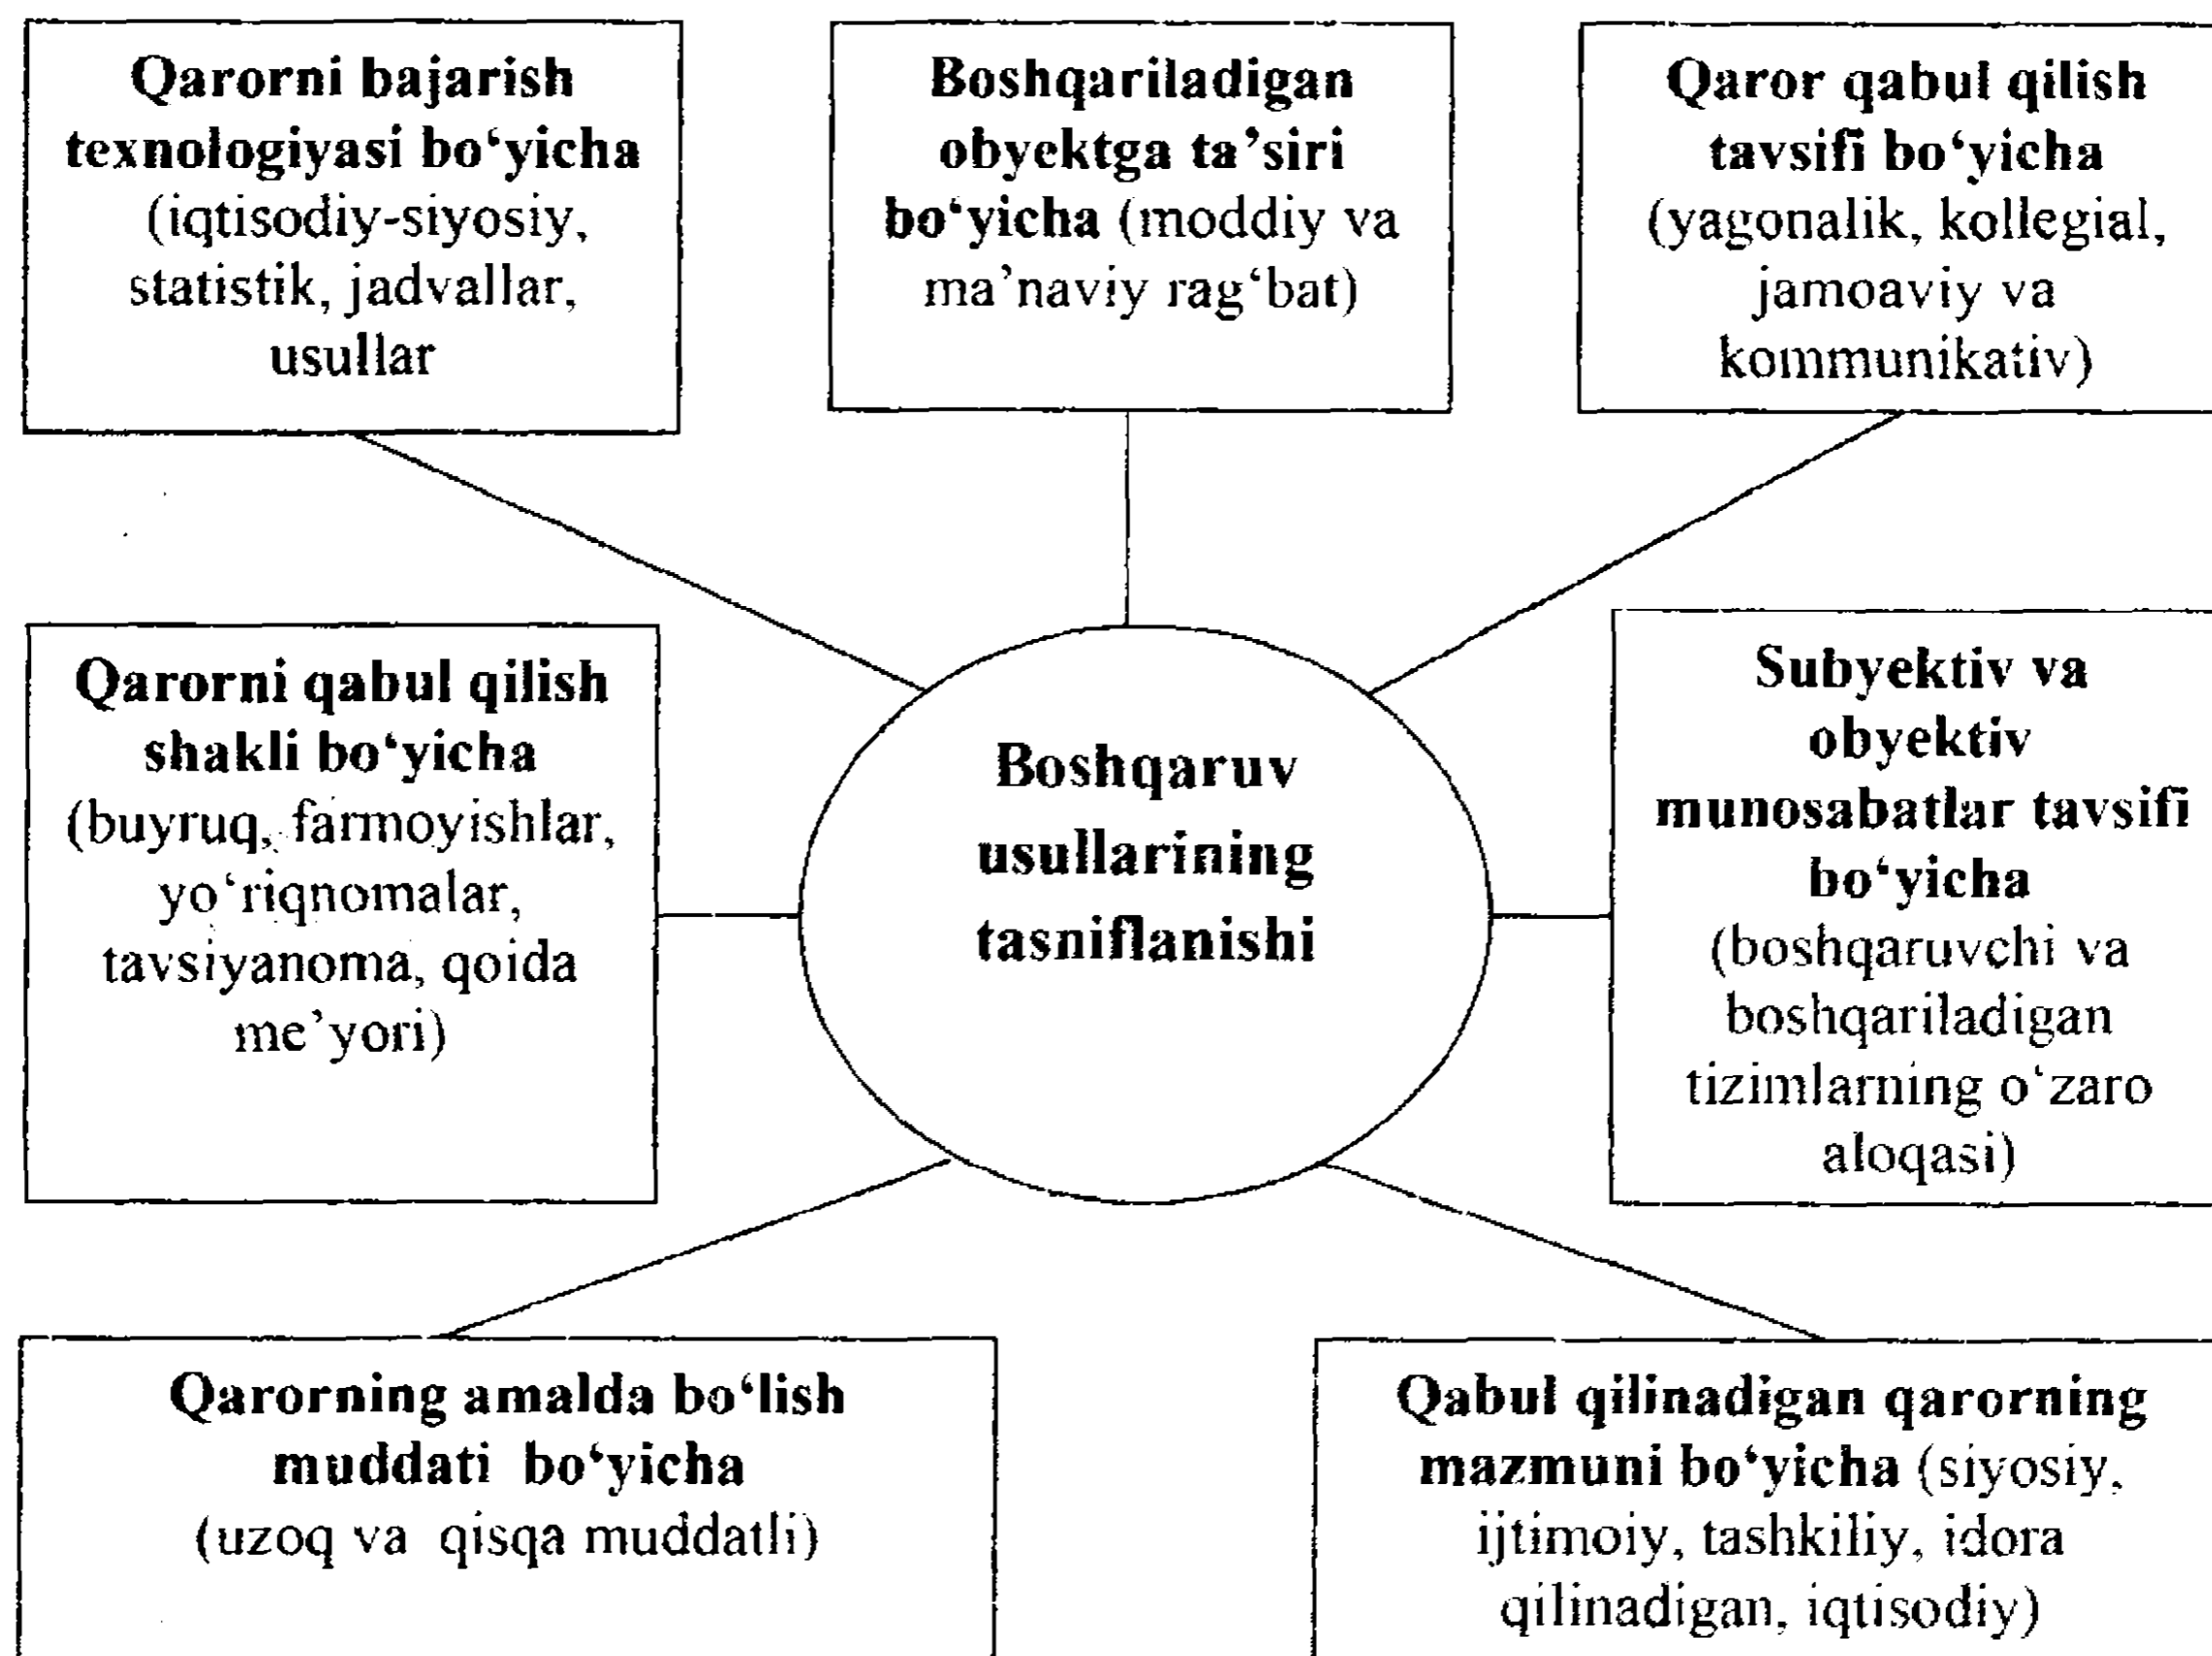 Qarorni bajarish
texnologiyasi bo‘yicha
(iqtisodiy-siyosiy,
statistik, jadvallar,
usullar
Boshqariladigan
obyektga ta’siri
bo‘yicha (moddiy va
ma’naviy rag‘bat)
Qaror qabul qilish
tavsifi bo‘yicha
(yagonalik, kollegial,
jamoaviy va
kommunikativ)
Qarorni qabul qilish
shakli bo‘yicha
(buyruq, farmoyishlar,
yo‘riqnomalar,
tavsiyanoma, qoida
me’yori)
Boshqaruv
usullarining
tasniflanishi
Subyektiv va
obyektiv
munosabatlar tavsifi
bo‘yicha
(boshqaruvchi va
boshqariladigan
tizimlarning o‘zaro
aloqasi)
Qarorning amalda bo‘lish
muddati bo‘yicha
(uzoq va qisqa muddatli)
Qabul qilinadigan qarorning
mazmuni bo‘yicha (siyosiy,
ijtimoiy, tashkiliy, idora
qilinadigan, iqtisodiy)